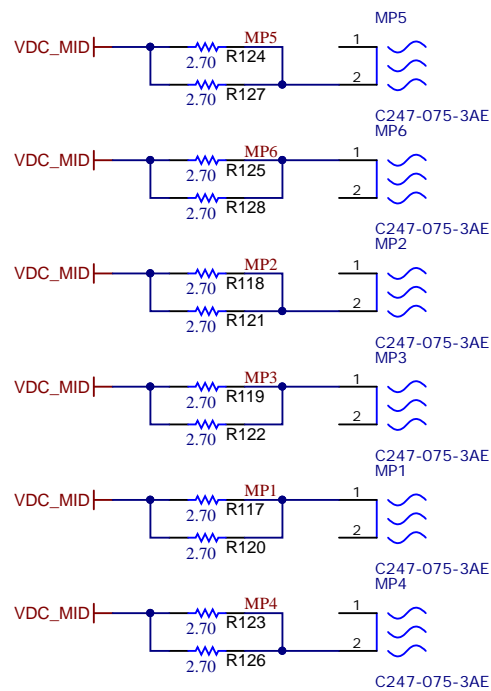 MP5
VDC_MID
MP5
1
2.70
R124
2
2.70
R127
C247-075-3AE
MP6
VDC_MID
MP6
1
2.70
R125
2
2.70
R128
C247-075-3AE
MP2
VDC_MID
MP2
1
2.70
R118
2
2.70
R121
C247-075-3AE
MP3
VDC_MID
MP3
1
2.70
R119
2
2.70
R122
C247-075-3AE
MP1
VDC_MID
MP1
1
2.70
R117
2
2.70
R120
C247-075-3AE
MP4
VDC_MID
MP4
1
2.70
R123
2
2.70
R126
C247-075-3AE